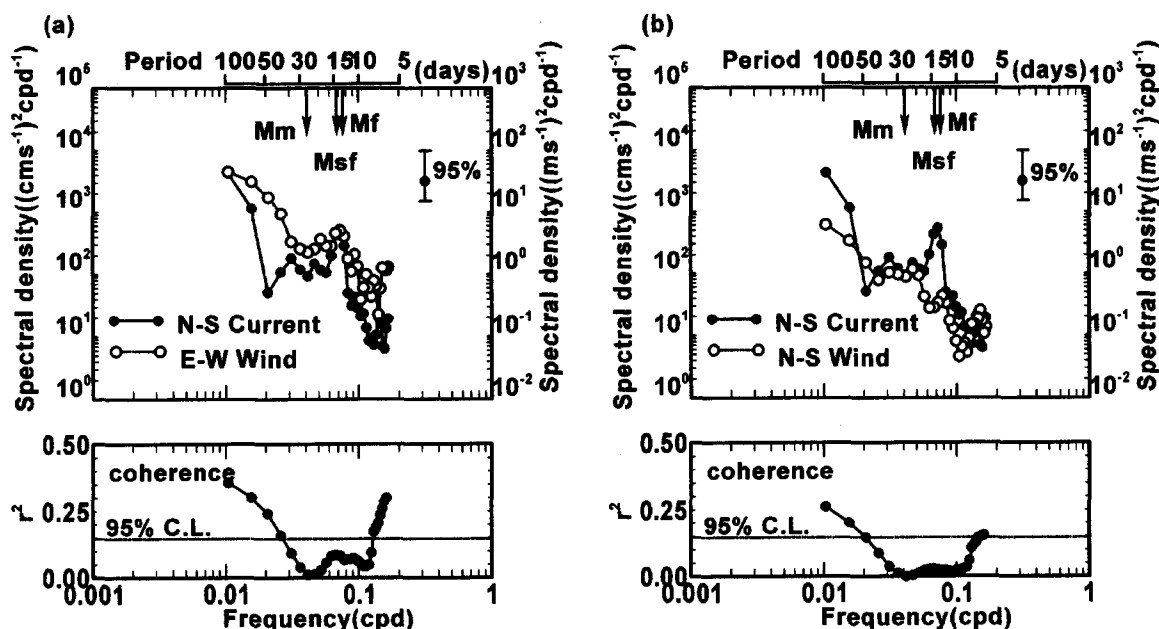 (a)
Period 100 50 30 15 10 5 (days)
10⁶
10⁵
10⁴
10³
10²
10¹
10⁰
Spectral density((cms⁻¹)²cpd⁻¹)
Mm
Mf
Msf
95%
N-S Current
E-W Wind
10³
10²
10¹
10⁰
10⁻¹
10⁻²
Spectral density((ms⁻¹)²cpd⁻¹)
0.50
0.25
0.00
r²
coherence
95% C.L.
0.001 0.01 0.1 1
Frequency(cpd)
(b)
Period 100 50 30 15 10 5 (days)
10⁶
10⁵
10⁴
10³
10²
10¹
10⁰
Spectral density((cms⁻¹)²cpd⁻¹)
Mm
Mf
Msf
95%
N-S Current
N-S Wind
10³
10²
10¹
10⁰
10⁻¹
10⁻²
Spectral density((ms⁻¹)²cpd⁻¹)
0.50
0.25
0.00
r²
coherence
95% C.L.
0.001 0.01 0.1 1
Frequency(cpd)